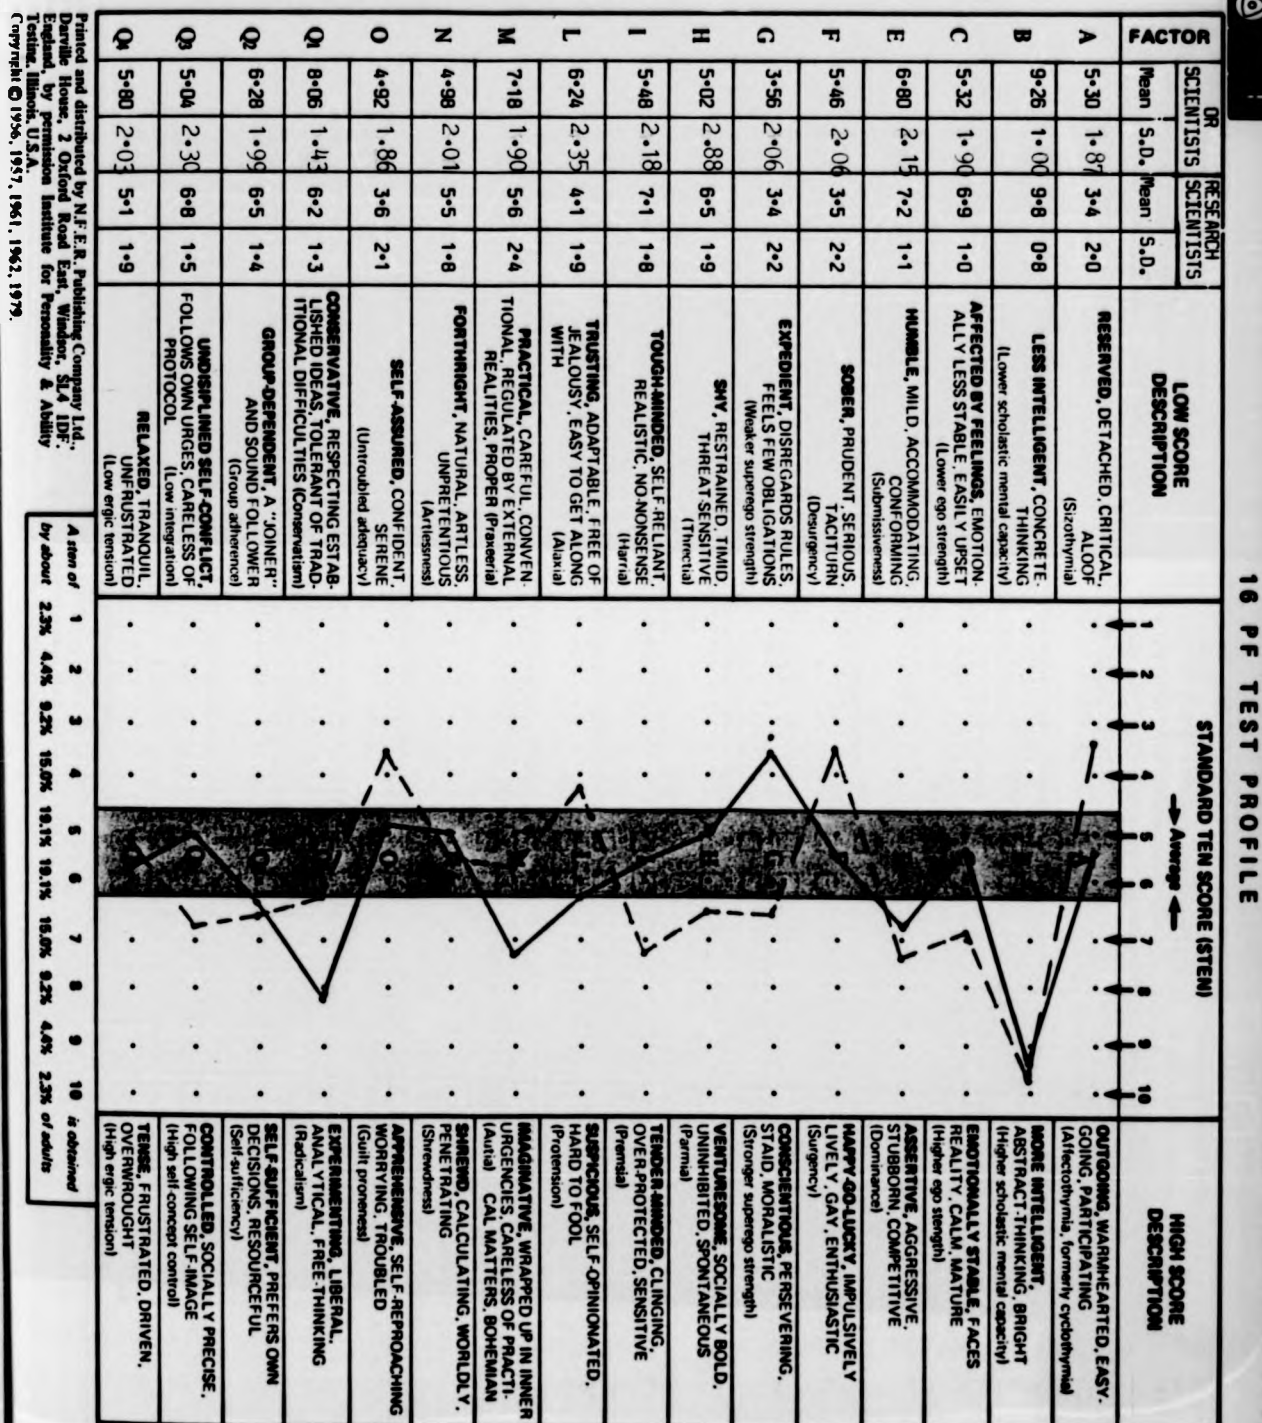 16 PF TEST PROFILE
FACTOR
OR SCIENTISTS
Mean S.D.
RESEARCH SCIENTISTS
Mean S.D.
LOW SCORE
DESCRIPTION
STANDARD TEN SCORE (STEN)
→ Average ←
1 2 3 4 5 6 7 8 9 10
HIGH SCORE
DESCRIPTION
A 5·30 1·87 3·4 2·0
RESERVED, DETACHED, CRITICAL,
ALOOF
(Sizothymia)
OUTGOING, WARMHEARTED, EASY-
GOING, PARTICIPATING
(Affectothymia, formerly cyclothymia)
B 9·26 1·00 9·8 0·8
LESS INTELLIGENT, CONCRETE-
THINKING
(Lower scholastic mental capacity)
MORE INTELLIGENT,
ABSTRACT-THINKING, BRIGHT
(Higher scholastic mental capacity)
C 5·32 1·90 6·9 1·0
AFFECTED BY FEELINGS, EMOTION-
ALLY LESS STABLE, EASILY UPSET
(Lower ego strength)
EMOTIONALLY STABLE, FACES
REALITY, CALM, MATURE
(Higher ego stength)
E 6·80 2·15 7·2 1·1
HUMBLE, MILD, ACCOMMODATING,
CONFORMING
(Submissiveness)
ASSERTIVE, AGGRESSIVE,
STUBBORN, COMPETITIVE
(Dominance)
F 5·46 2·06 3·5 2·2
SOBER, PRUDENT, SERIOUS,
TACITURN
(Desurgency)
HAPPY-GO-LUCKY, IMPULSIVELY
LIVELY, GAY, ENTHUSIASTIC
(Surgency)
G 3·56 2·06 3·4 2·2
EXPEDIENT, DISREGARDS RULES,
FEELS FEW OBLIGATIONS
(Weaker superego strength)
CONSCIENTIOUS, PERSEVERING,
STAID, MORALISTIC
(Stronger superego strength)
H 5·02 2·88 6·5 1·9
SHY, RESTRAINED, TIMID,
THREAT-SENSITIVE
(Threctia)
VENTURESOME, SOCIALLY BOLD,
UNINHIBITED, SPONTANEOUS
(Parmia)
I 5·48 2·18 7·1 1·8
TOUGH-MINDED, SELF-RELIANT,
REALISTIC, NO-NONSENSE
(Harria)
TENDER-MINDED, CLINGING,
OVER-PROTECTED, SENSITIVE
(Premsia)
L 6·24 2·35 4·1 1·9
TRUSTING, ADAPTABLE, FREE OF
JEALOUSY, EASY TO GET ALONG
WITH (Alaxia)
SUSPICIOUS, SELF-OPINIONATED,
HARD TO FOOL
(Protension)
M 7·18 1·90 5·6 2·4
PRACTICAL, CAREFUL, CONVEN-
TIONAL, REGULATED BY EXTERNAL
REALITIES, PROPER (Praxernia)
IMAGINATIVE, WRAPPED UP IN INNER
URGENCIES, CARELESS OF PRACTI-
(Autia) CAL MATTERS, BOHEMIAN
N 4·98 2·01 5·5 1·8
FORTHRIGHT, NATURAL, ARTLESS,
UNPRETENTIOUS
(Artlessness)
SHREWD, CALCULATING, WORLDLY,
PENETRATING
(Shrewdness)
O 4·92 1·86 3·6 2·1
SELF-ASSURED, CONFIDENT,
SERENE
(Untroubled adequacy)
APPREHENSIVE, SELF-REPROACHING
WORRYING, TROUBLED
(Guilt proneness)
Q1 8·06 1·43 6·2 1·3
CONSERVATIVE, RESPECTING ESTAB-
LISHED IDEAS, TOLERANT OF TRAD-
ITIONAL DIFFICULTIES (Conservatism)
EXPERIMENTING, LIBERAL,
ANALYTICAL, FREE-THINKING
(Radicalism)
Q2 6·28 1·99 6·5 1·4
GROUP-DEPENDENT, A "JOINER"
AND SOUND FOLLOWER
(Group adherence)
SELF-SUFFICIENT, PREFERS OWN
DECISIONS, RESOURCEFUL
(Self-sufficiency)
Q3 5·04 2·30 6·8 1·5
UNDISIPLINED SELF-CONFLICT,
FOLLOWS OWN URGES, CARELESS OF
PROTOCOL (Low integration)
CONTROLLED, SOCIALLY PRECISE,
FOLLOWING SELF-IMAGE
(High self-concept control)
Q4 5·80 2·03 5·1 1·9
RELAXED, TRANQUIL,
UNFRUSTRATED
(Low ergic tension)
TENSE, FRUSTRATED, DRIVEN,
OVERWROUGHT
(High ergic tension)
A sten of 1 2 3 4 5 6 7 8 9 10 is obtained
by about 2.3% 4.4% 9.2% 15.0% 19.1% 19.1% 15.0% 9.2% 4.4% 2.3% of adults
Printed and distributed by N.F.E.R. Publishing Company Ltd.,
Darville House, 2 Oxford Road East, Windsor, SL4 1DF,
England, by permission Institute for Personality & Ability
Testing, Illinois, U.S.A.
Copyright © 1956, 1957, 1961, 1962, 1979.